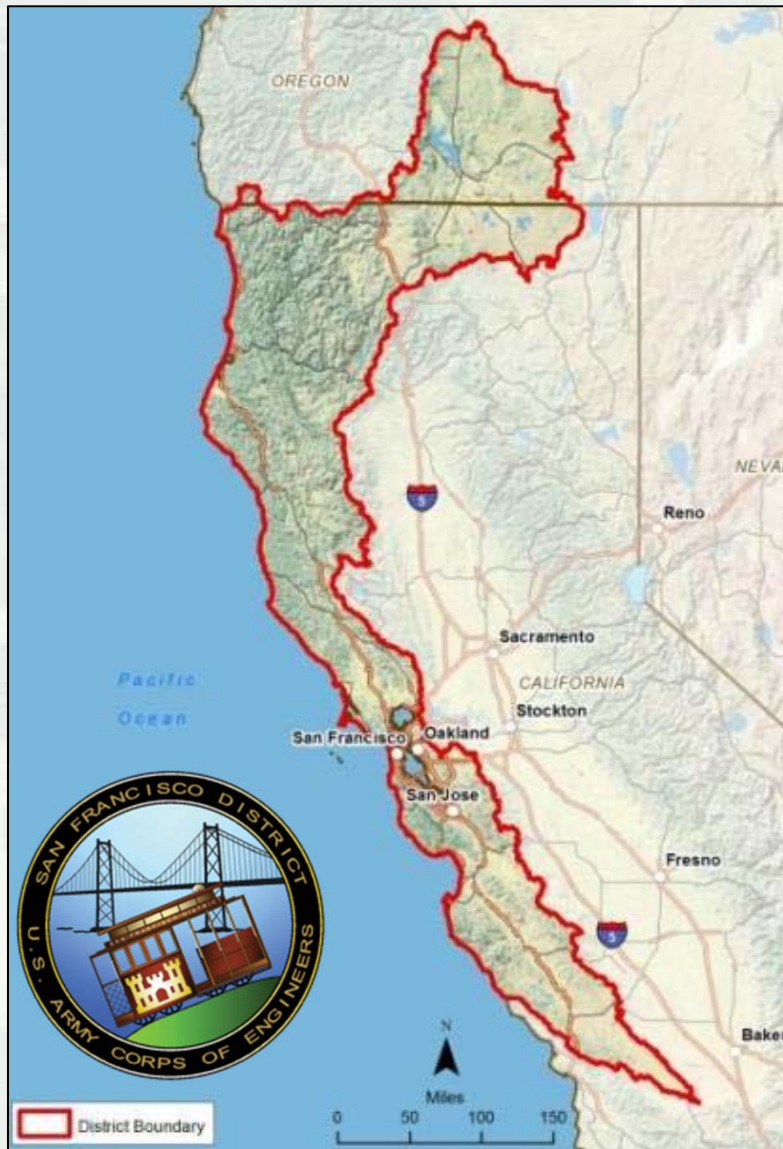 OREGON
5
NEVA
Reno
Sacramento
Pacific
Ocean
CALIFORNIA
Stockton
San Francisco
Oakland
San Jose
Fresno
5
Baker
SAN FRANCISCO DISTRICT
U.S. ARMY CORPS OF ENGINEERS
N
Miles
0 50 100 150
District Boundary